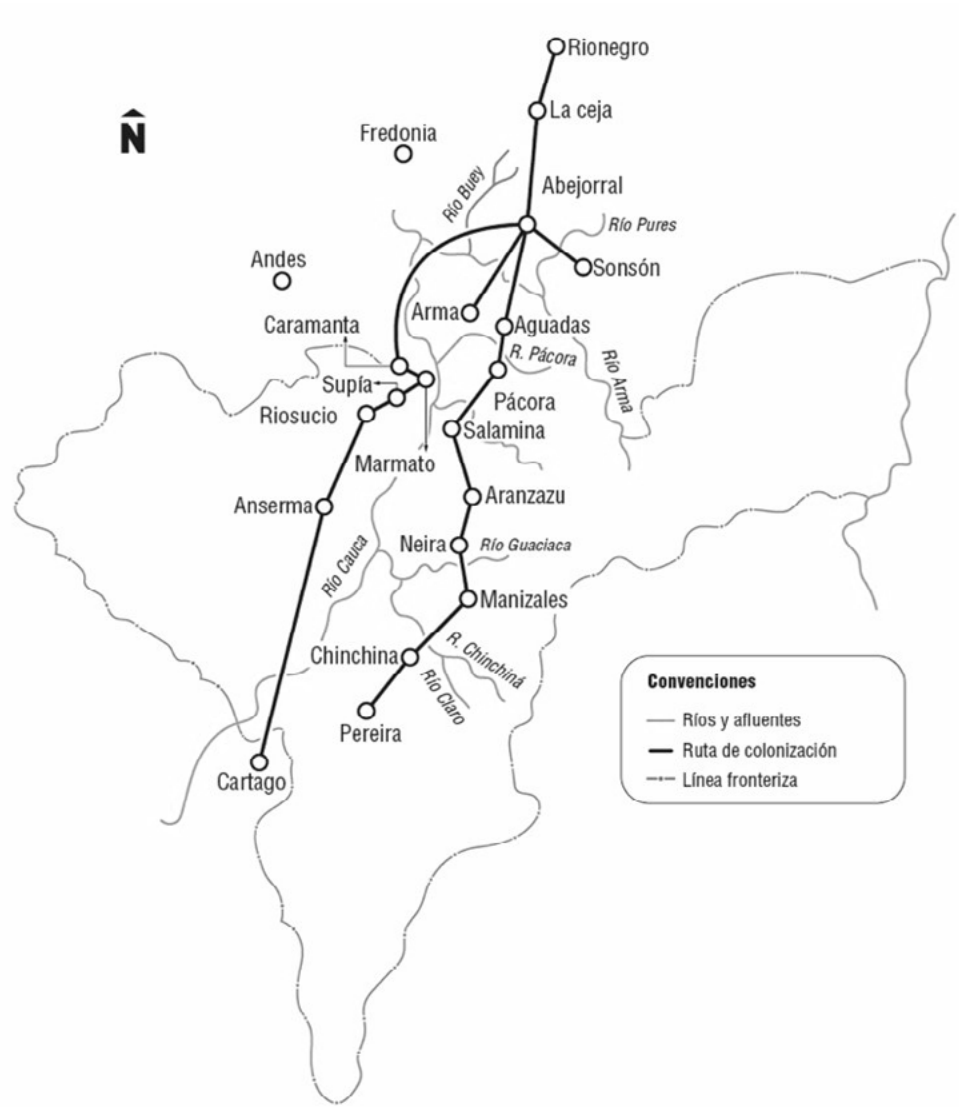 Rionegro
La ceja
N
Fredonia
Río Buey
Abejorral
Río Pures
Andes
Sonsón
Arma
Caramanta
Aguadas
R. Pácora
Supía
Río Arma
Riosucio
Pácora
Salamina
Marmato
Anserma
Aranzazu
Río Cauca
Neira
Río Guaciaca
Manizales
Chinchina
R. Chinchiná
Río Claro
Pereira
Cartago
Convenciones
Ríos y afluentes
Ruta de colonización
Línea fronteriza